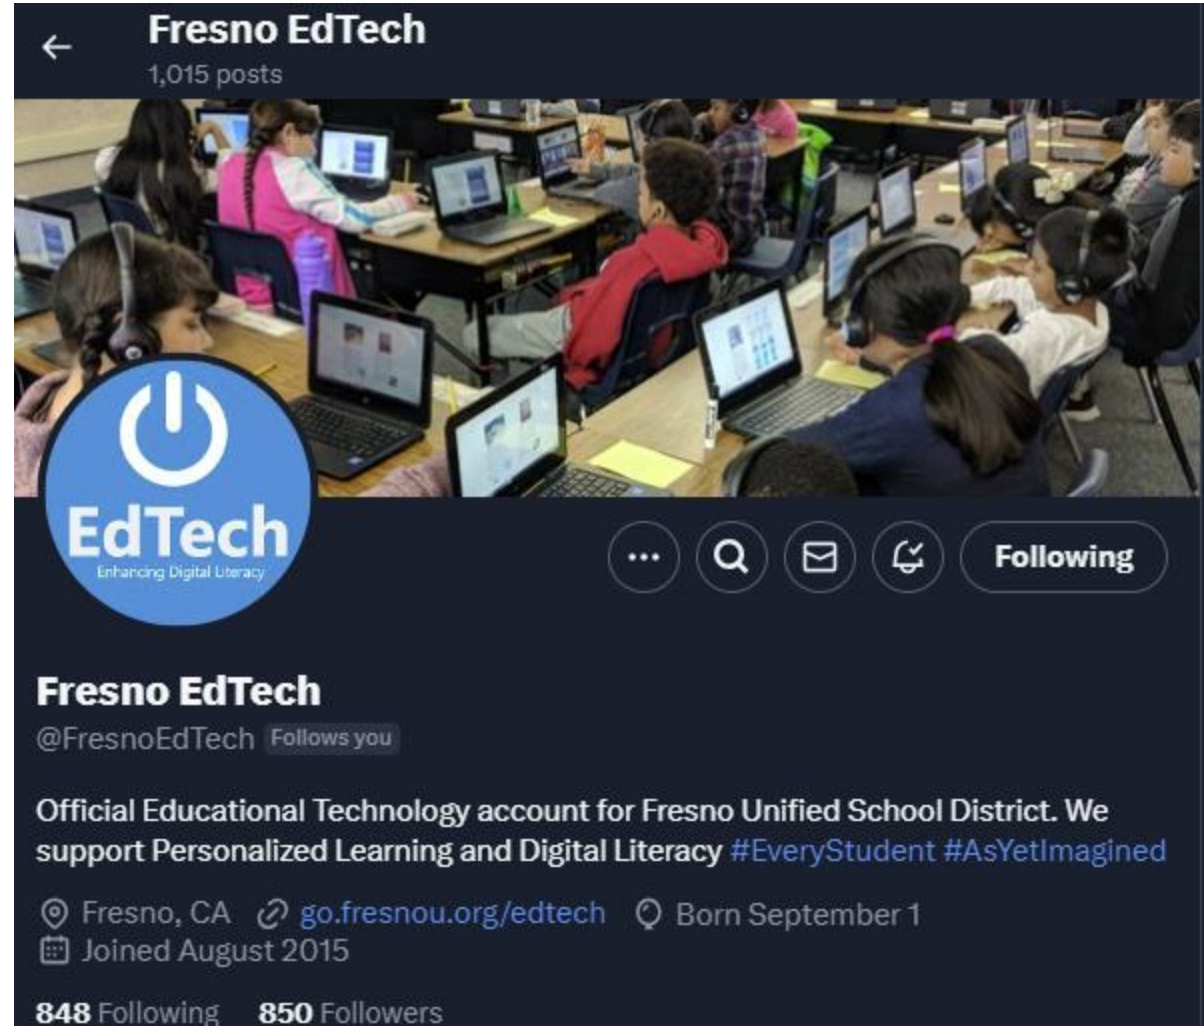 Fresno EdTech
1,015 posts
EdTech
Enhancing Digital Literacy
Following
Fresno EdTech
@FresnoEdTech Follows you
Official Educational Technology account for Fresno Unified School District. We
support Personalized Learning and Digital Literacy #EveryStudent #AsYetImagined
Fresno, CA go.fresnou.org/edtech Born September 1
Joined August 2015
848 Following 850 Followers